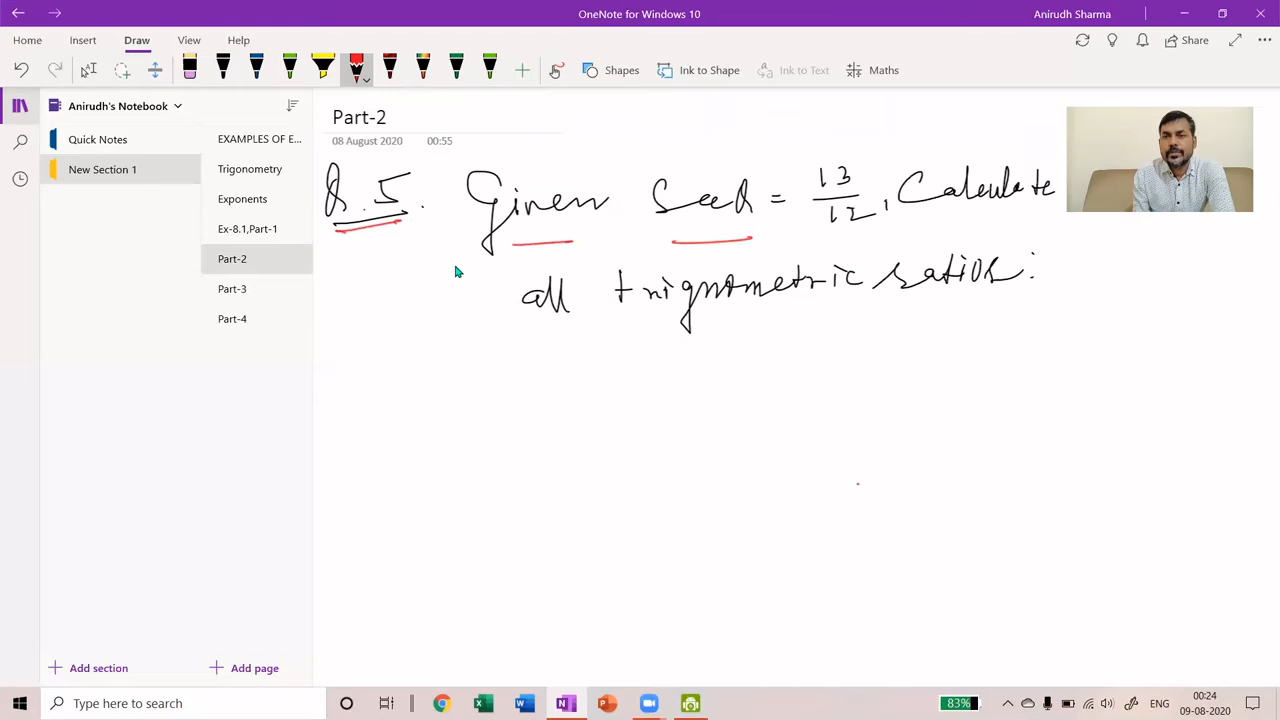 OneNote for Windows 10
Anirudh Sharma
Home Insert Draw View Help
Share
Shapes Ink to Shape Ink to Text Maths
Anirudh's Notebook
Quick Notes
New Section 1
EXAMPLES OF E...
Trigonometry
Exponents
Ex-8.1,Part-1
Part-2
Part-3
Part-4
Part-2
08 August 2020 00:55
Q.5. Given Secθ = 13/12, Calculate
all trignometric ratios:
Add section
Add page
Type here to search
83%
ENG
00:24
09-08-2020